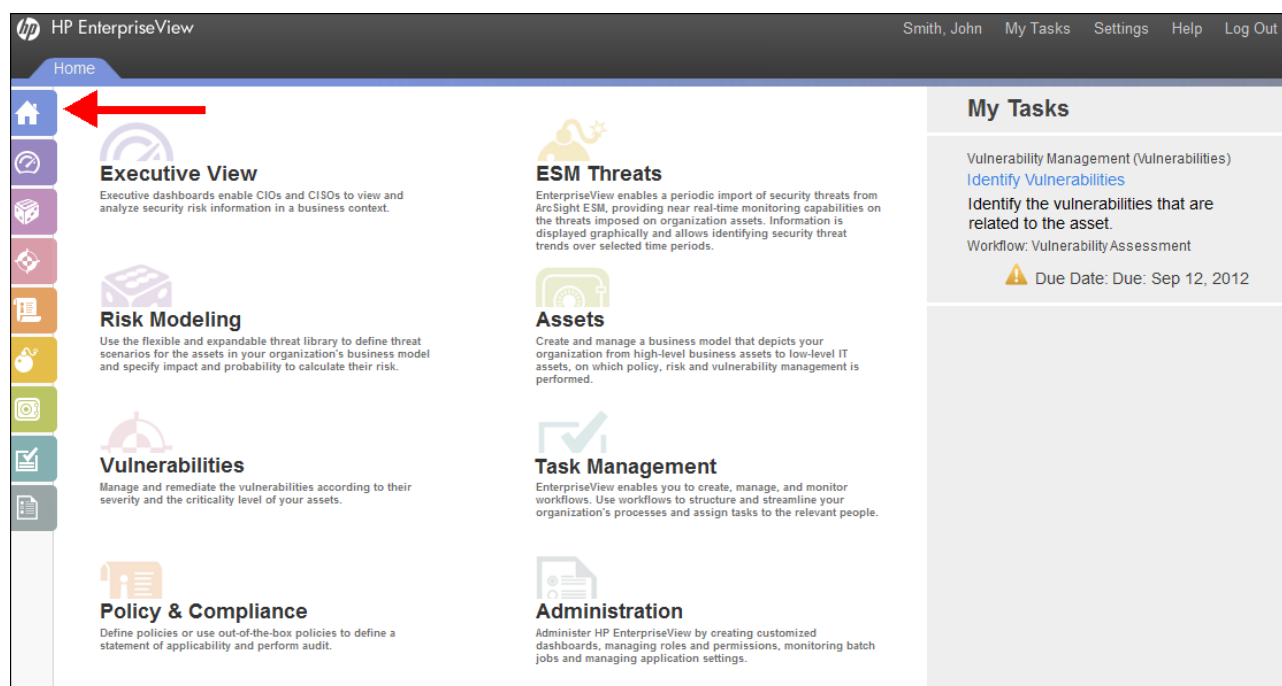 hp HP EnterpriseView
Smith, John My Tasks Settings Help Log Out
Home
Executive View
Executive dashboards enable CIOs and CISOs to view and
analyze security risk information in a business context.
ESM Threats
EnterpriseView enables a periodic import of security threats from
ArcSight ESM, providing near real-time monitoring capabilities on
the threats imposed on organization assets. Information is
displayed graphically and allows identifying security threat
trends over selected time periods.
Risk Modeling
Use the flexible and expandable threat library to define threat
scenarios for the assets in your organization's business model
and specify impact and probability to calculate their risk.
Assets
Create and manage a business model that depicts your
organization from high-level business assets to low-level IT
assets, on which policy, risk and vulnerability management is
performed.
Vulnerabilities
Manage and remediate the vulnerabilities according to their
severity and the criticality level of your assets.
Task Management
EnterpriseView enables you to create, manage, and monitor
workflows. Use workflows to structure and streamline your
organization's processes and assign tasks to the relevant people.
Policy & Compliance
Define policies or use out-of-the-box policies to define a
statement of applicability and perform audit.
Administration
Administer HP EnterpriseView by creating customized
dashboards, managing roles and permissions, monitoring batch
jobs and managing application settings.
My Tasks
Vulnerability Management (Vulnerabilities)
Identify Vulnerabilities
Identify the vulnerabilities that are
related to the asset.
Workflow: Vulnerability Assessment
Due Date: Due: Sep 12, 2012